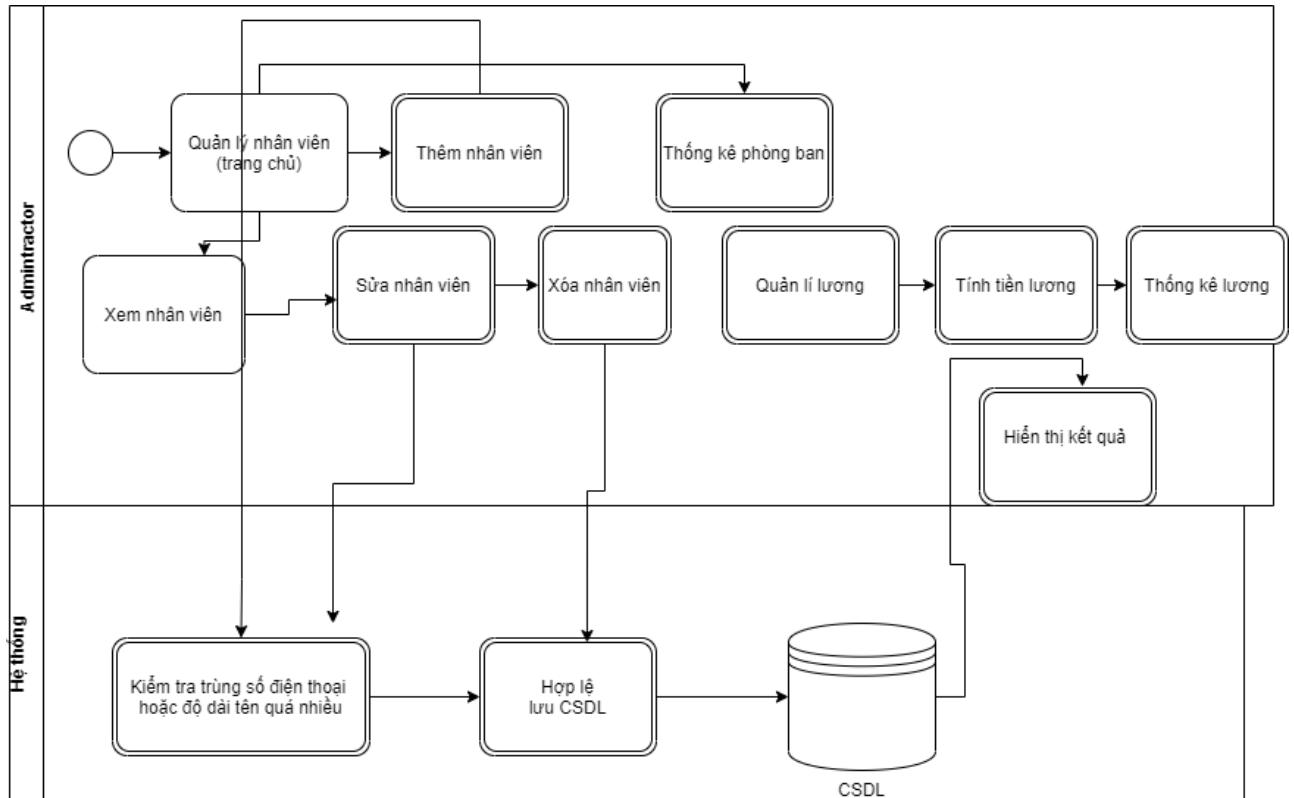 Admintractor
Quản lý nhân viên
(trang chủ)
Thêm nhân viên
Thống kê phòng ban
Xem nhân viên
Sửa nhân viên
Xóa nhân viên
Quản lí lương
Tính tiền lương
Thống kê lương
Hiển thị kết quả
Hệ thống
Kiểm tra trùng số điện thoại
hoặc độ dài tên quá nhiều
Hợp lệ
lưu CSDL
CSDL